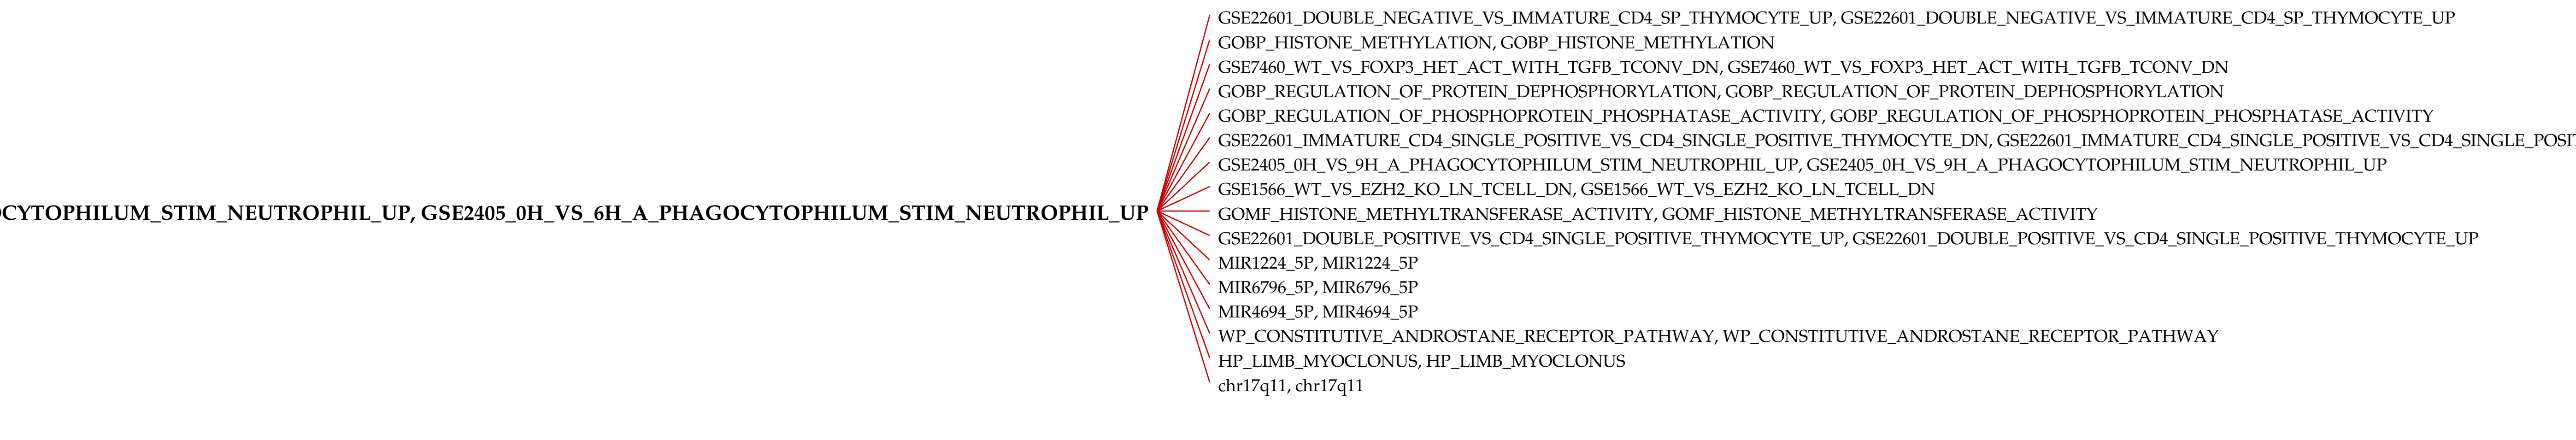 GSE22601_DOUBLE_NEGATIVE_VS_IMMATURE_CD4_SP_THYMOCYTE_UP, GSE22601_DOUBLE_NEGATIVE_VS_IMMATURE_CD4_SP_THYMOCYTE_UP
GOBP_HISTONE_METHYLATION, GOBP_HISTONE_METHYLATION
GSE7460_WT_VS_FOXP3_HET_ACT_WITH_TGFB_TCONV_DN, GSE7460_WT_VS_FOXP3_HET_ACT_WITH_TGFB_TCONV_DN
GOBP_REGULATION_OF_PROTEIN_DEPHOSPHORYLATION, GOBP_REGULATION_OF_PROTEIN_DEPHOSPHORYLATION
GOBP_REGULATION_OF_PHOSPHOPROTEIN_PHOSPHATASE_ACTIVITY, GOBP_REGULATION_OF_PHOSPHOPROTEIN_PHOSPHATASE_ACTIVITY
GSE22601_IMMATURE_CD4_SINGLE_POSITIVE_VS_CD4_SINGLE_POSITIVE_THYMOCYTE_DN, GSE22601_IMMATURE_CD4_SINGLE_POSITIVE_VS_CD4_SINGLE_POSI
GSE2405_0H_VS_9H_A_PHAGOCYTOPHILUM_STIM_NEUTROPHIL_UP, GSE2405_0H_VS_9H_A_PHAGOCYTOPHILUM_STIM_NEUTROPHIL_UP
GSE1566_WT_VS_EZH2_KO_LN_TCELL_DN, GSE1566_WT_VS_EZH2_KO_LN_TCELL_DN
OCYTOPHILUM_STIM_NEUTROPHIL_UP, GSE2405_0H_VS_6H_A_PHAGOCYTOPHILUM_STIM_NEUTROPHIL_UP
GOMF_HISTONE_METHYLTRANSFERASE_ACTIVITY, GOMF_HISTONE_METHYLTRANSFERASE_ACTIVITY
GSE22601_DOUBLE_POSITIVE_VS_CD4_SINGLE_POSITIVE_THYMOCYTE_UP, GSE22601_DOUBLE_POSITIVE_VS_CD4_SINGLE_POSITIVE_THYMOCYTE_UP
MIR1224_5P, MIR1224_5P
MIR6796_5P, MIR6796_5P
MIR4694_5P, MIR4694_5P
WP_CONSTITUTIVE_ANDROSTANE_RECEPTOR_PATHWAY, WP_CONSTITUTIVE_ANDROSTANE_RECEPTOR_PATHWAY
HP_LIMB_MYOCLONUS, HP_LIMB_MYOCLONUS
chr17q11, chr17q11